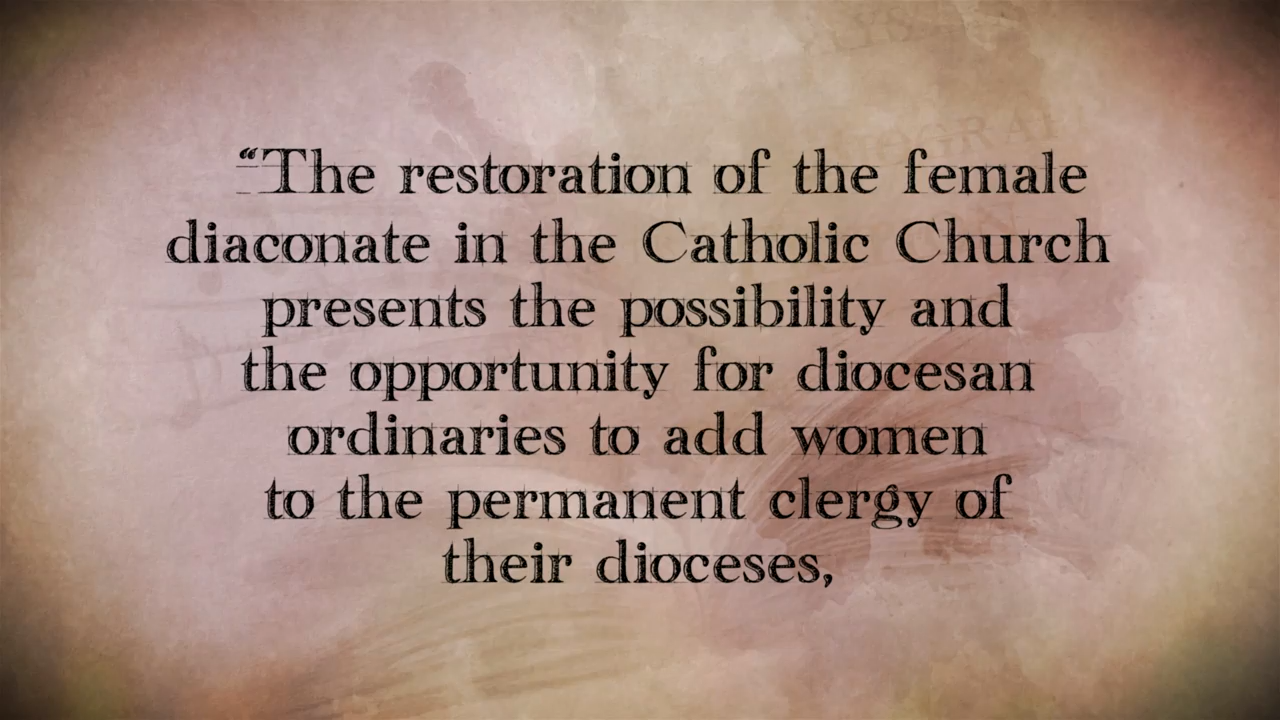 “The restoration of the female
diaconate in the Catholic Church
presents the possibility and
the opportunity for diocesan
ordinaries to add women
to the permanent clergy of
their dioceses,